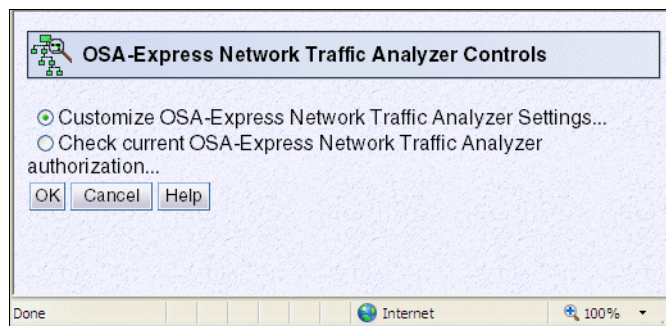 OSA-Express Network Traffic Analyzer Controls
Customize OSA-Express Network Traffic Analyzer Settings...
Check current OSA-Express Network Traffic Analyzer
authorization...
OK Cancel Help
Done Internet 100%